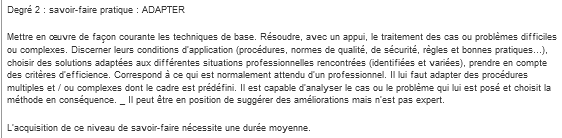 Degré 2 : savoir-faire pratique : ADAPTER
Mettre en œuvre de façon courante les techniques de base. Résoudre, avec un appui, le traitement des cas ou problèmes difficiles
ou complexes. Discerner leurs conditions d'application (procédures, normes de qualité, de sécurité, règles et bonnes pratiques...),
choisir des solutions adaptées aux différentes situations professionnelles rencontrées (identifiées et variées), prendre en compte
des critères d'efficience. Correspond à ce qui est normalement attendu d'un professionnel. Il lui faut adapter des procédures
multiples et / ou complexes dont le cadre est prédéfini. Il est capable d'analyser le cas ou le problème qui lui est posé et choisit la
méthode en conséquence. _ Il peut être en position de suggérer des améliorations mais n'est pas expert.
L'acquisition de ce niveau de savoir-faire nécessite une durée moyenne.